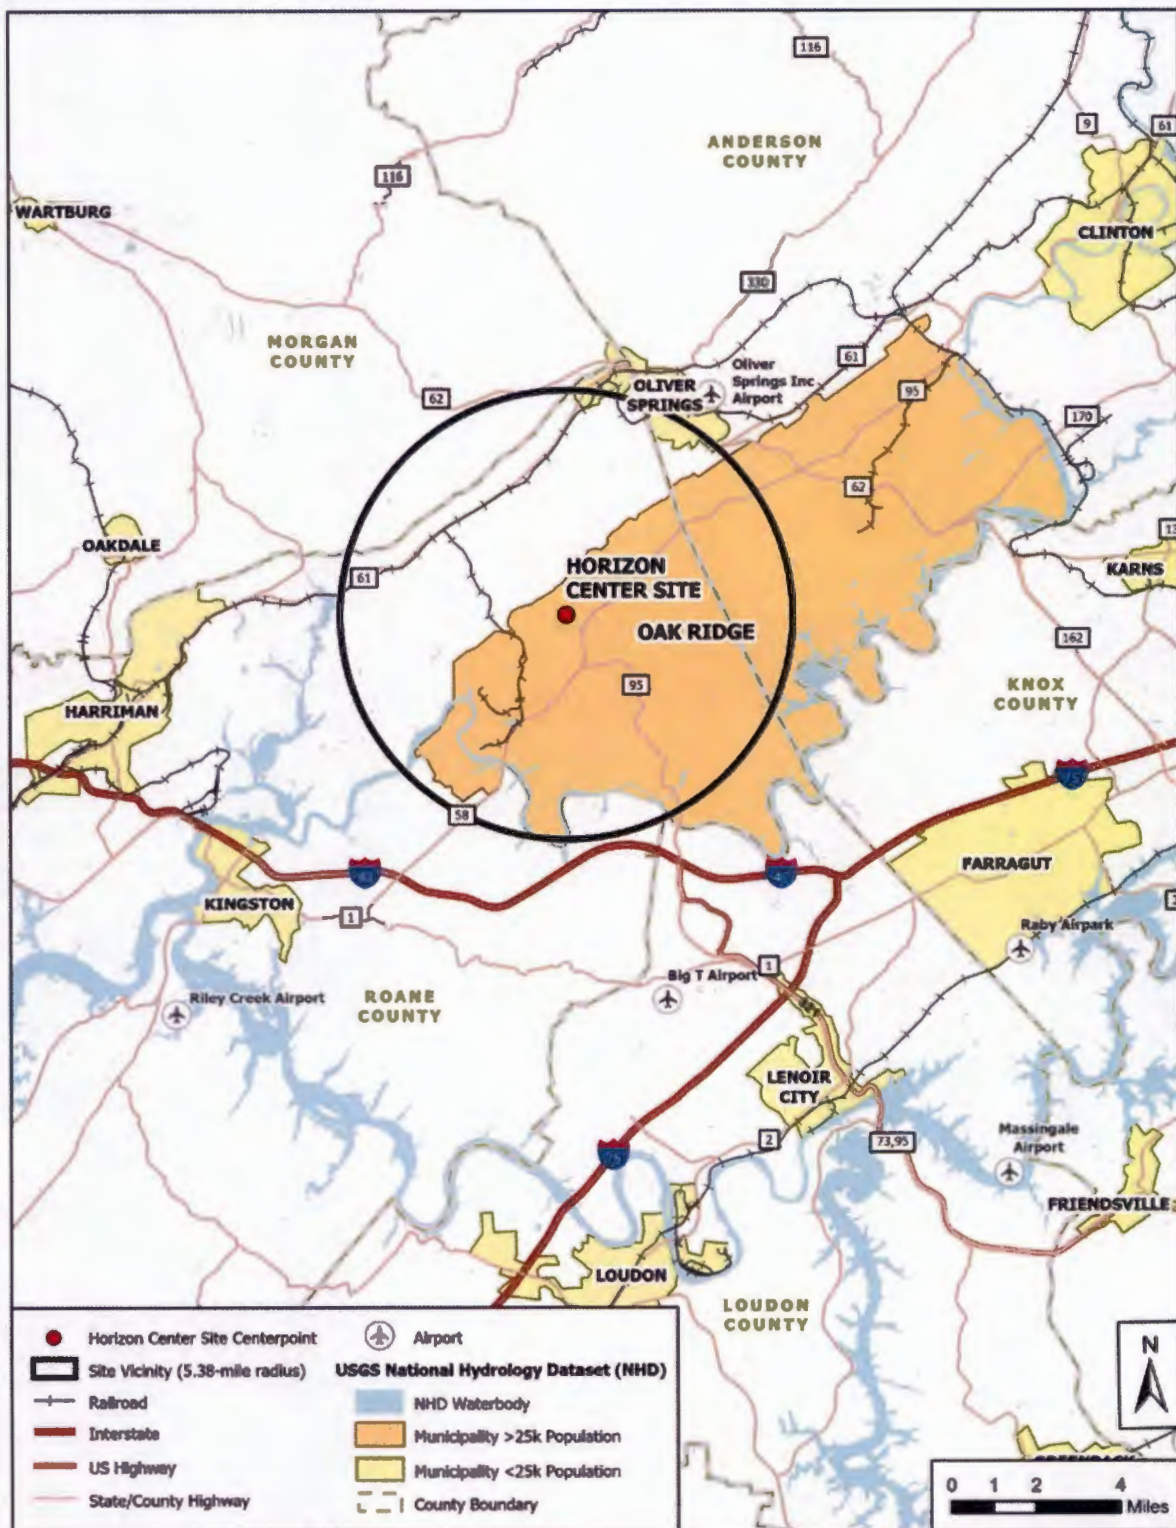 116
ANDERSON
COUNTY
9
61
116
WARTBURG
CLINTON
330
MORGAN
COUNTY
61
Oliver
Springs Inc
Airport
OLIVER
SPRINGS
62
95
170
62
OAKDALE
61
HORIZON
CENTER SITE
KARNS
OAK RIDGE
162
95
KNOX
COUNTY
HARRIMAN
75
58
FARRAGUT
KINGSTON
1
Raby Airpark
Big T Airport
1
Riley Creek Airport
ROANE
COUNTY
LENOIR
CITY
2
73,95
Massingale
Airport
75
FRIENDSVILLE
LOUDON
LOUDON
COUNTY
Horizon Center Site Centerpoint
Site Vicinity (5.38-mile radius)
Railroad
Interstate
US Highway
State/County Highway
Airport
USGS National Hydrology Dataset (NHD)
NHD Waterbody
Municipality >25k Population
Municipality <25k Population
County Boundary
N
0 1 2 4
Miles